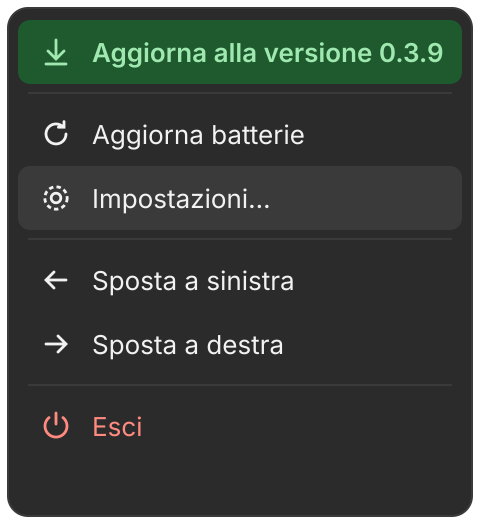 Aggiorna alla versione 0.3.9
Aggiorna batterie
Impostazioni...
Sposta a sinistra
Sposta a destra
Esci